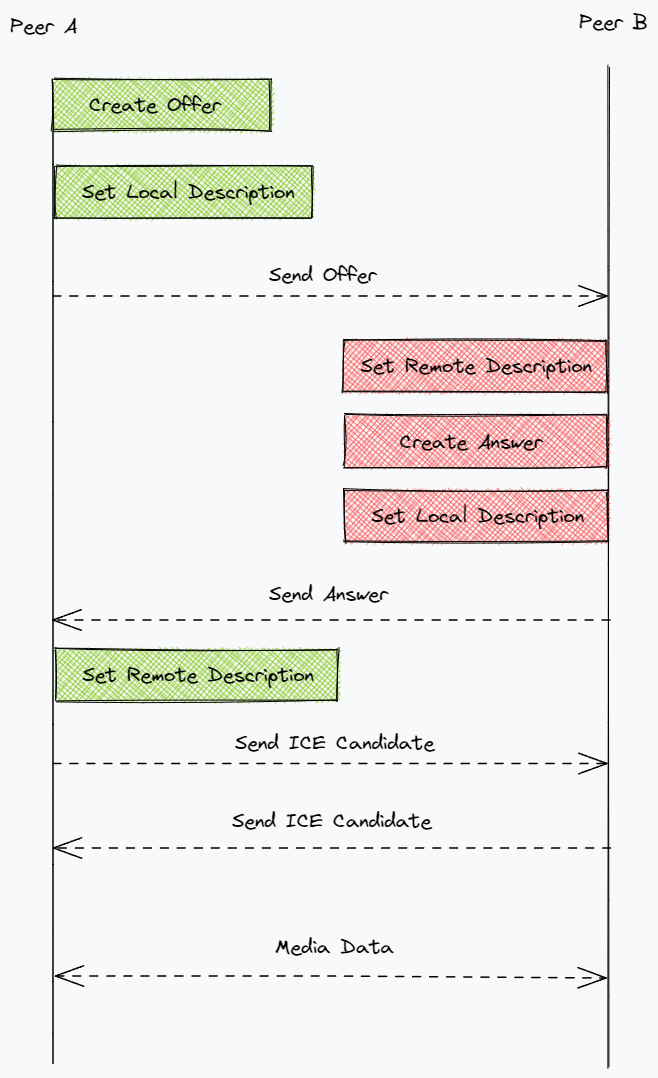 Peer A
Peer B
Create Offer
Set Local Description
Send Offer
Set Remote Description
Create Answer
Set Local Description
Send Answer
Set Remote Description
Send ICE Candidate
Send ICE Candidate
Media Data